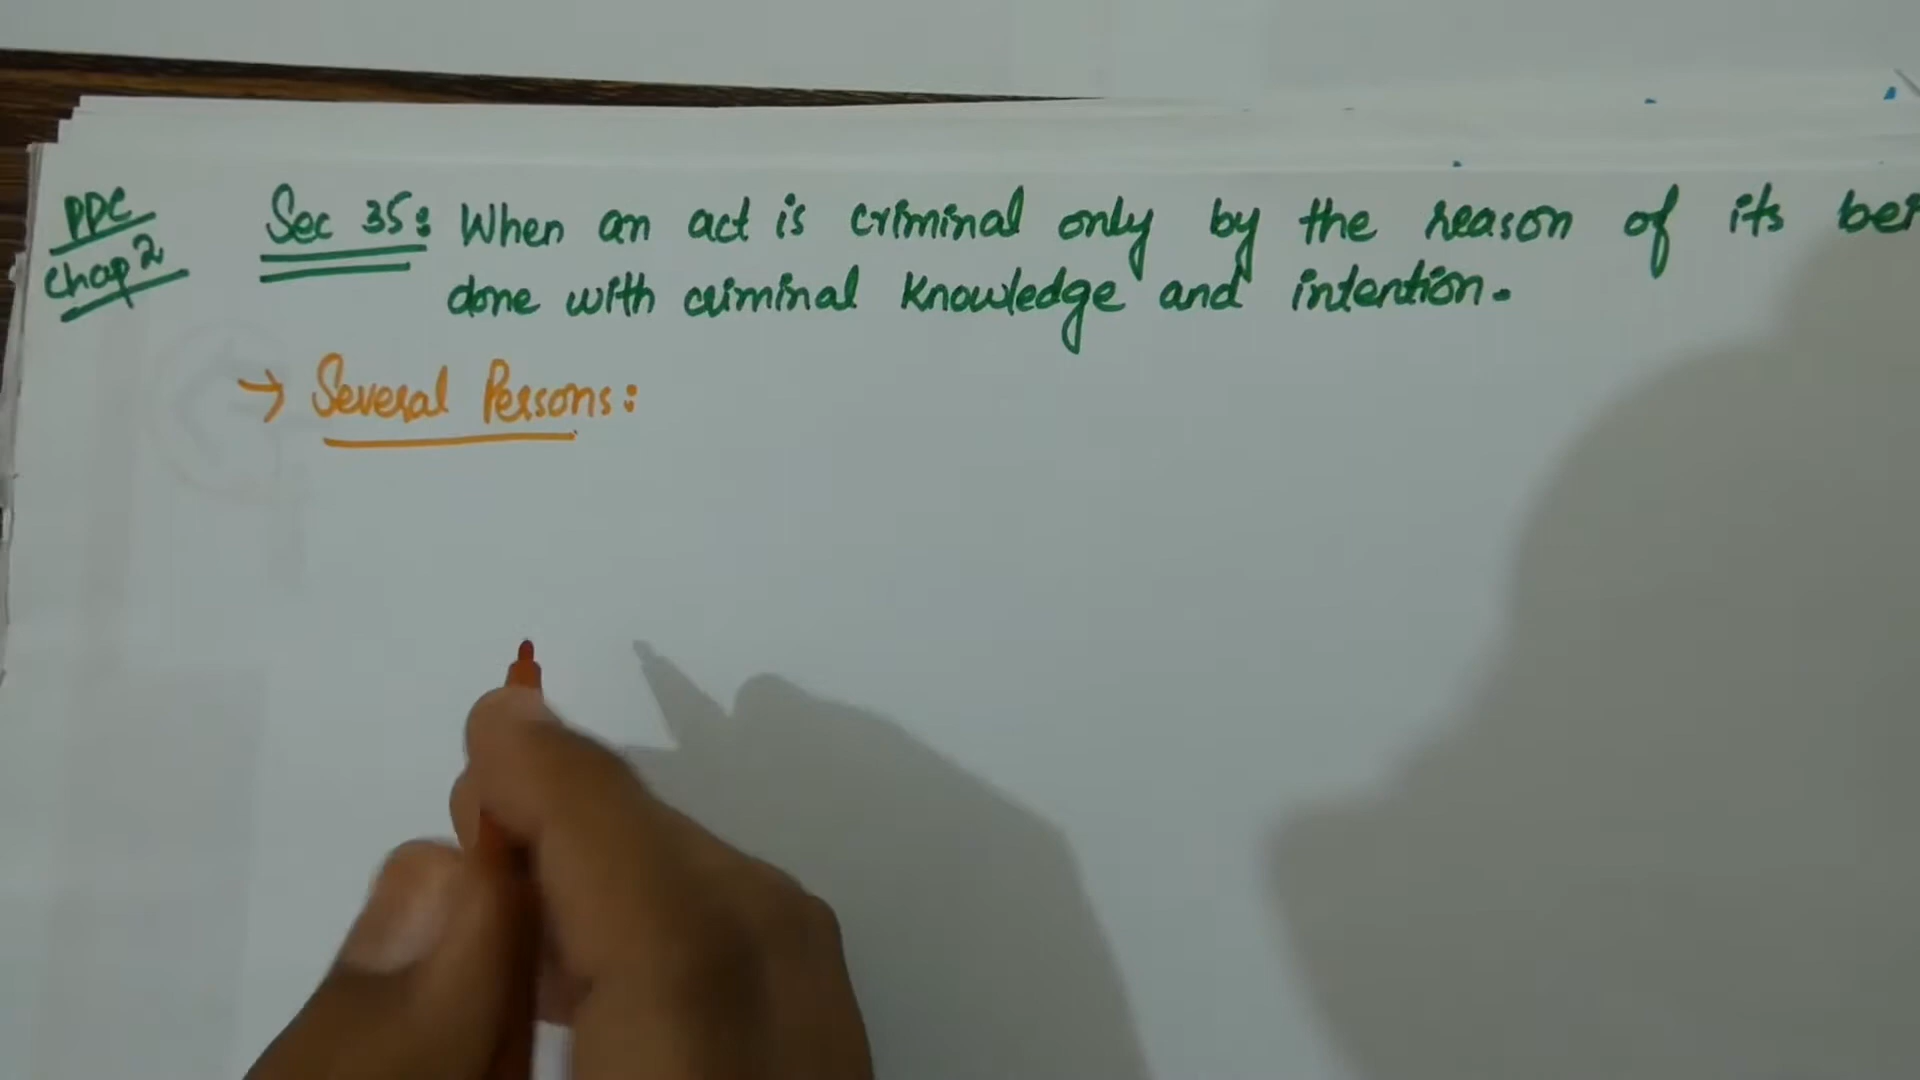 PPC
Chap 2
Sec 35: When an act is criminal only by the reason of its
done with criminal knowledge and intention.
→ Several Persons: